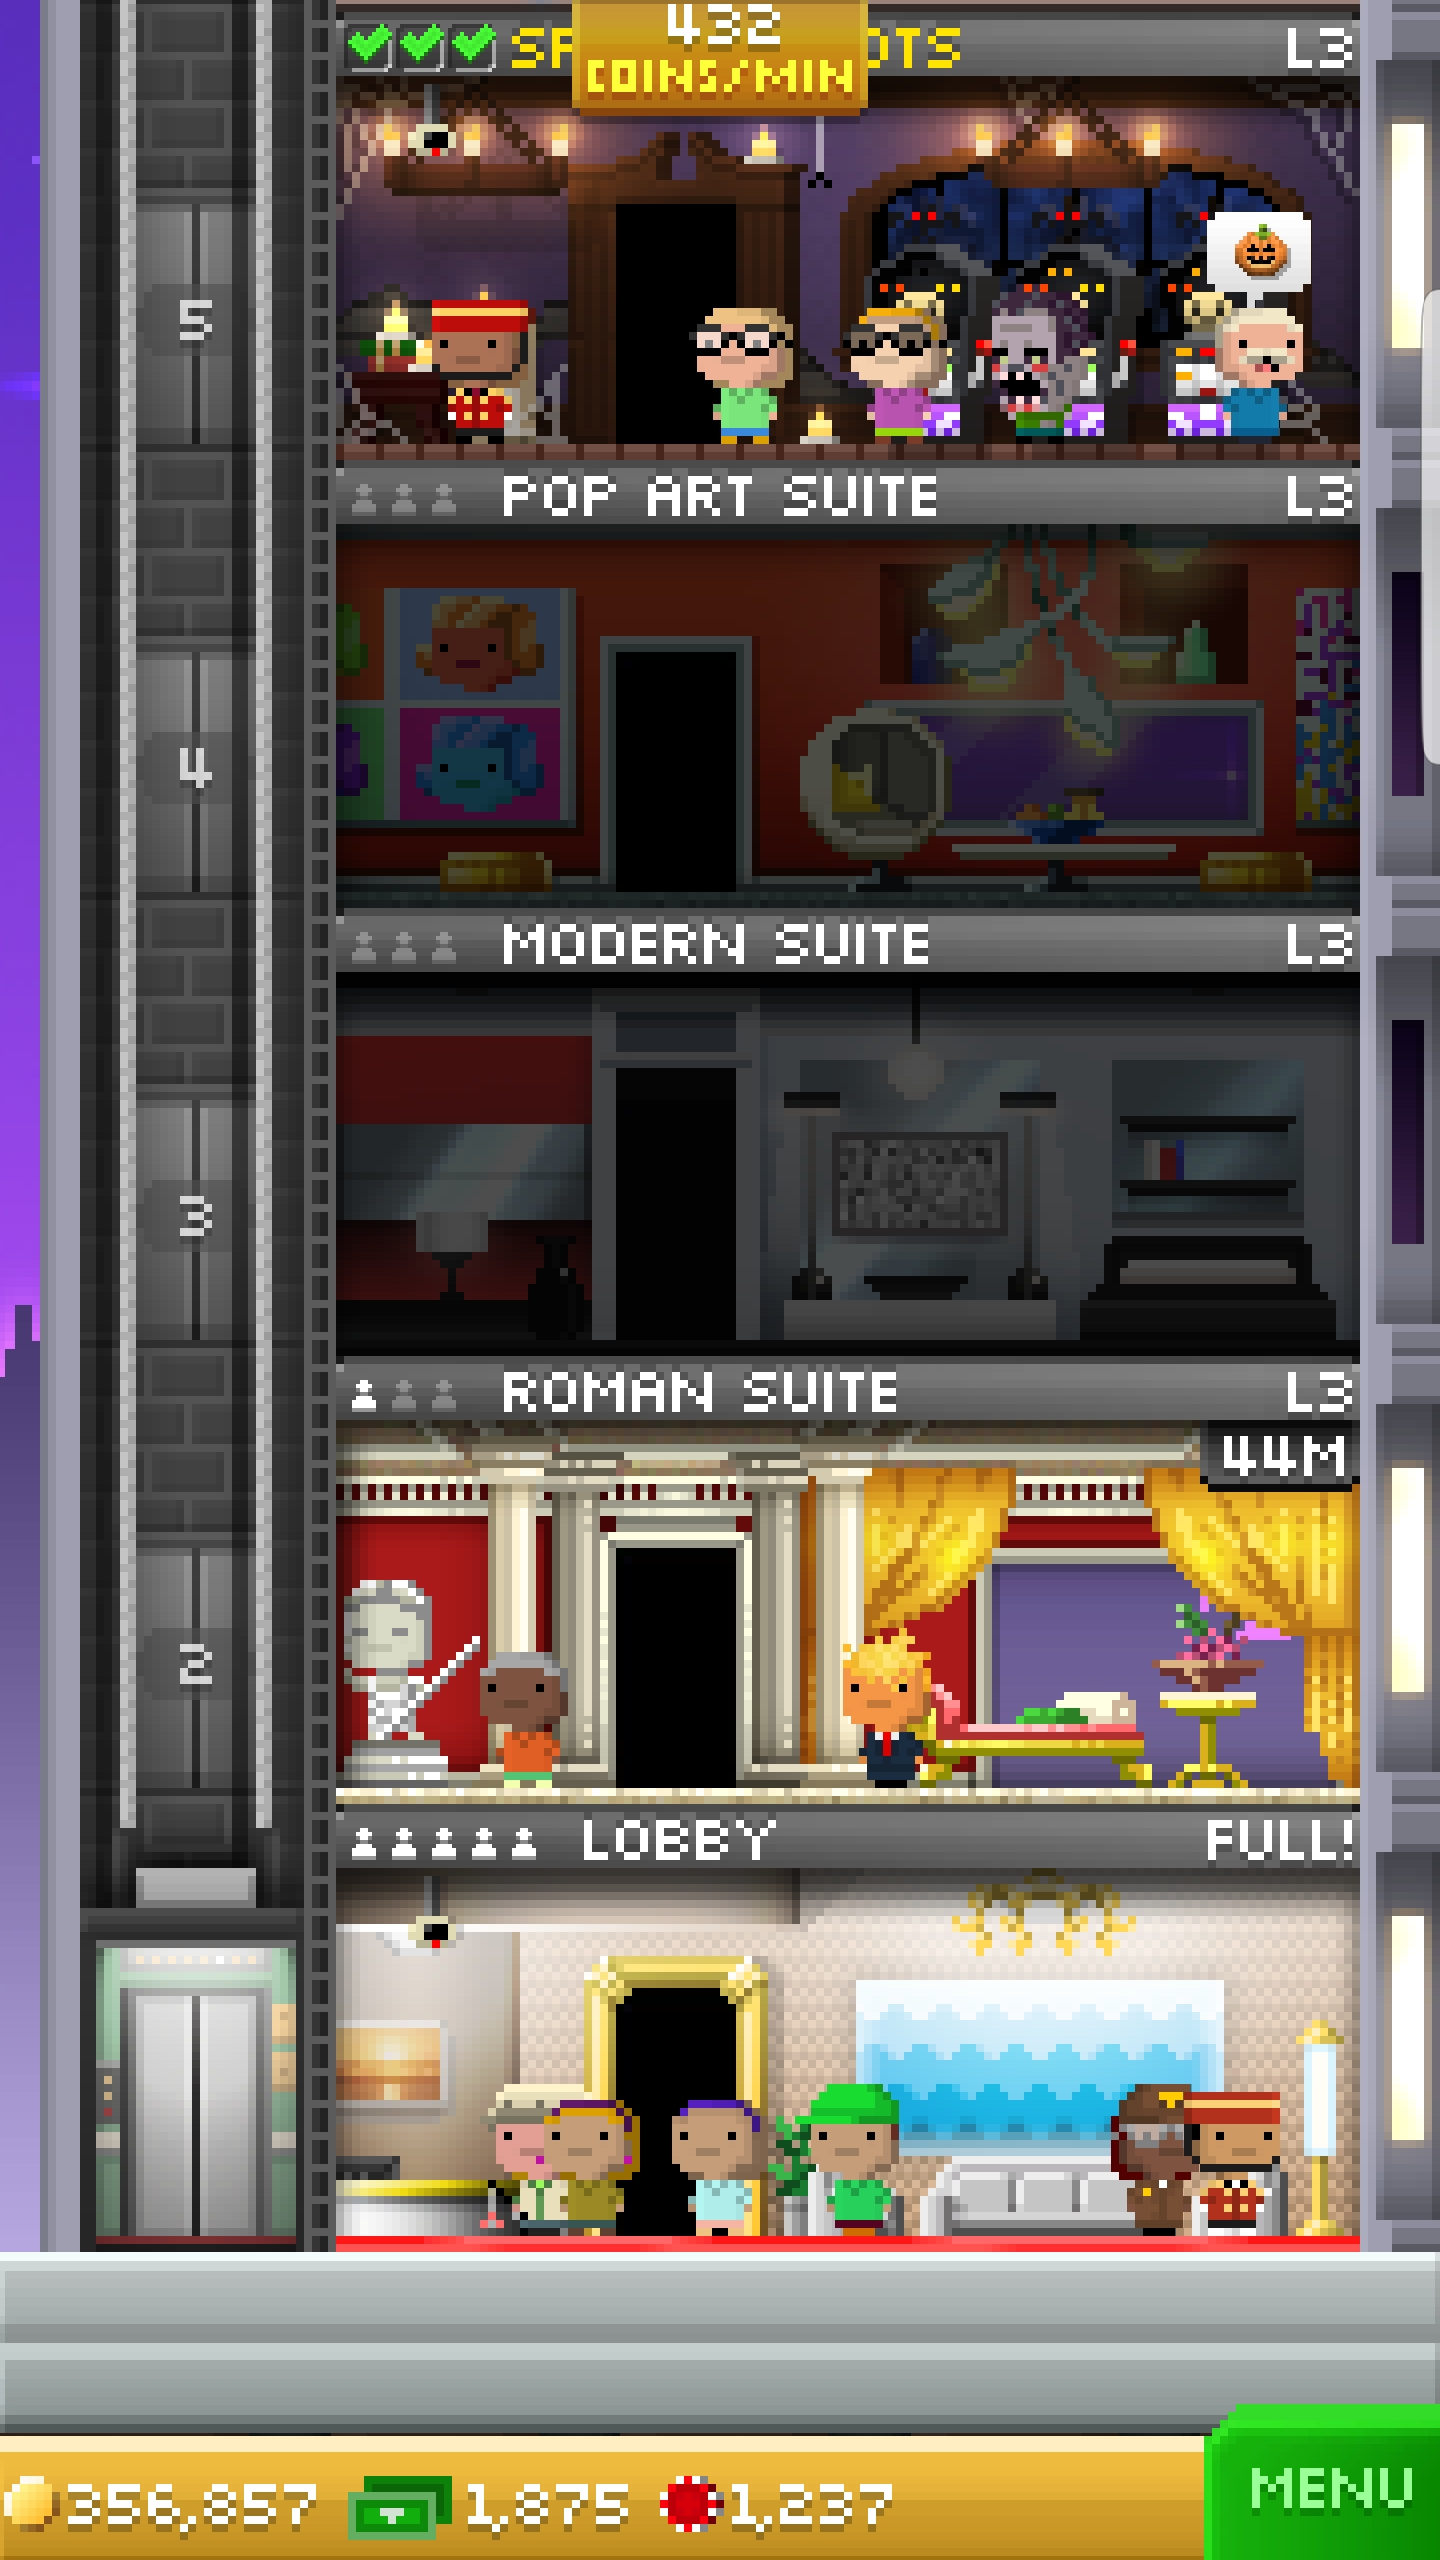 432
COINS/MIN
L3
5
POP ART SUITE L3
4
MODERN SUITE L3
3
ROMAN SUITE L3
44M
2
LOBBY FULL!
356,857 1,875 1,237
MENU